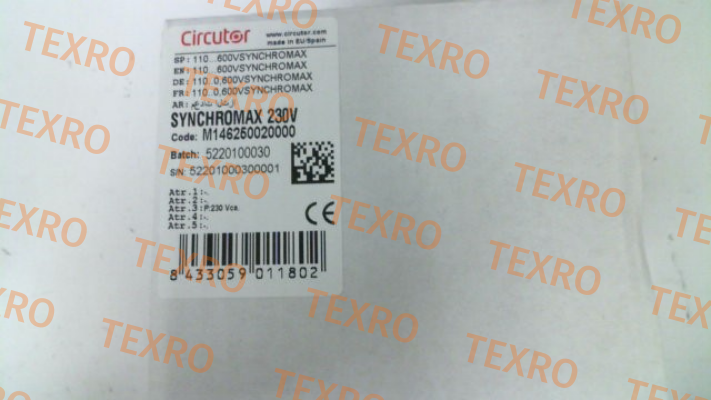 Circutor
www.circutor.com
made in EU/Spain
SP: 110...600VSYNCHROMAX
EN: 110...600VSYNCHROMAX
DE: 110..0,600VSYNCHROMAX
FR: 110..0,600VSYNCHROMAX
AR:
SYNCHROMAX 230V
Code: M146250020000
Batch: 5220100030
S/N: 52201000300001
Atr.1:-.
Atr.2:-.
Atr.3:P.230 Vca.
Atr.4:-.
Atr.5:-.
CE
8 433059 011802
TEXRO